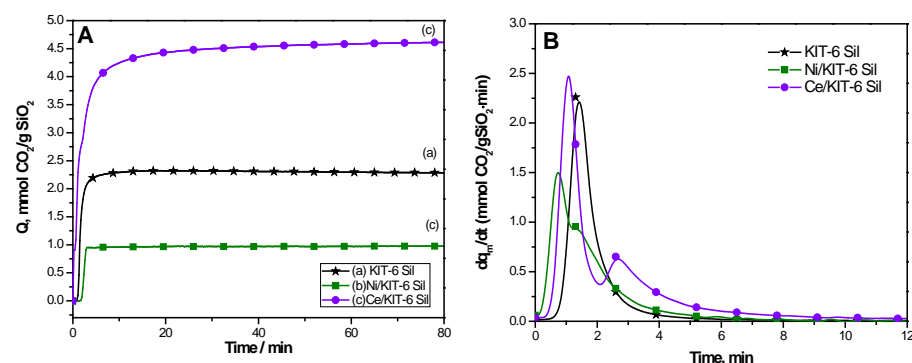 A
5.0
4.5
4.0
3.5
3.0
2.5
2.0
1.5
1.0
0.5
0.0
Q, mmol CO2/g SiO2
(c)
(a)
(c)
(a) KIT-6 Sil
(b)Ni/KIT-6 Sil
(c)Ce/KIT-6 Sil
0 20 40 60 80
Time / min
B
3.0
2.5
2.0
1.5
1.0
0.5
0.0
dqm/dt (mmol CO2/gSiO2·min)
KIT-6 Sil
Ni/KIT-6 Sil
Ce/KIT-6 Sil
0 2 4 6 8 10 12
Time, min